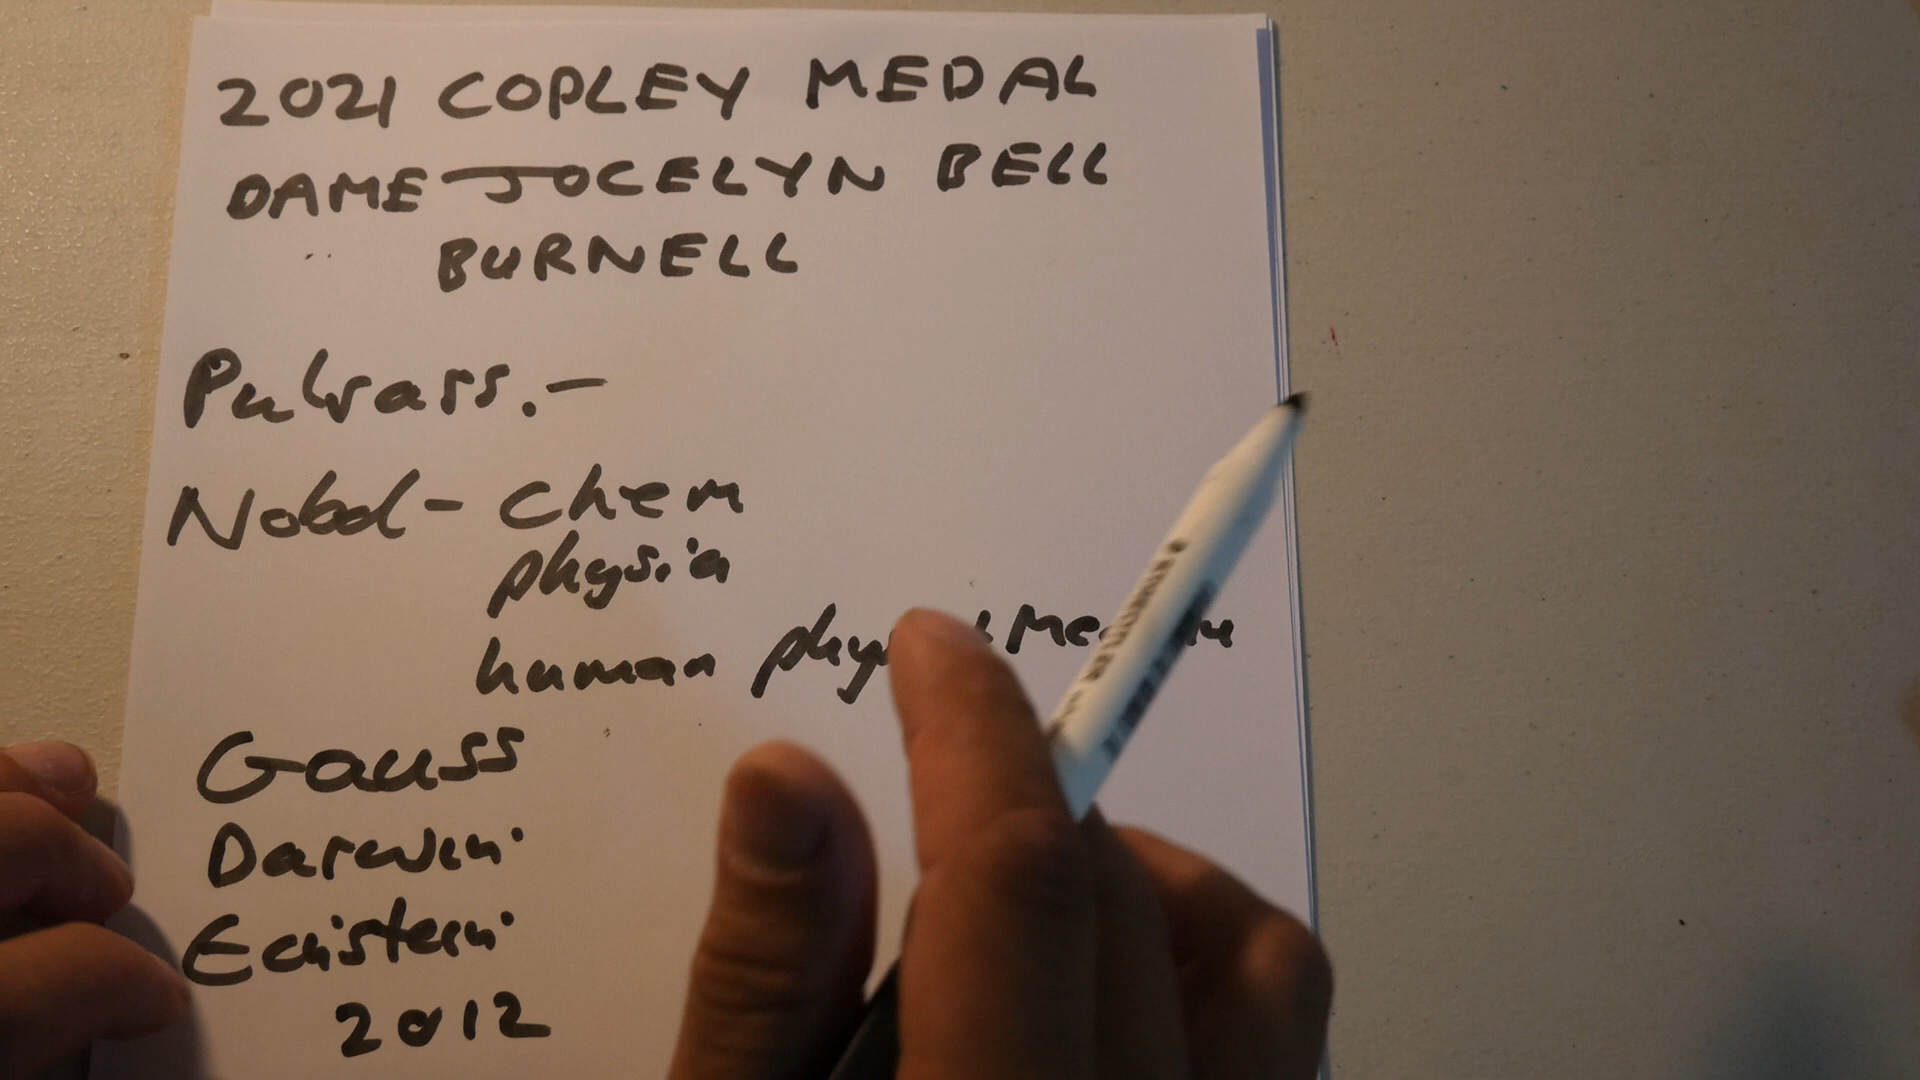 2021 COPLEY MEDAL
DAME JOCELYN BELL
BURNELL
Pulsars.-
Nobel - Chem
physics
human
Gauss
Darwin
Einstein
2012